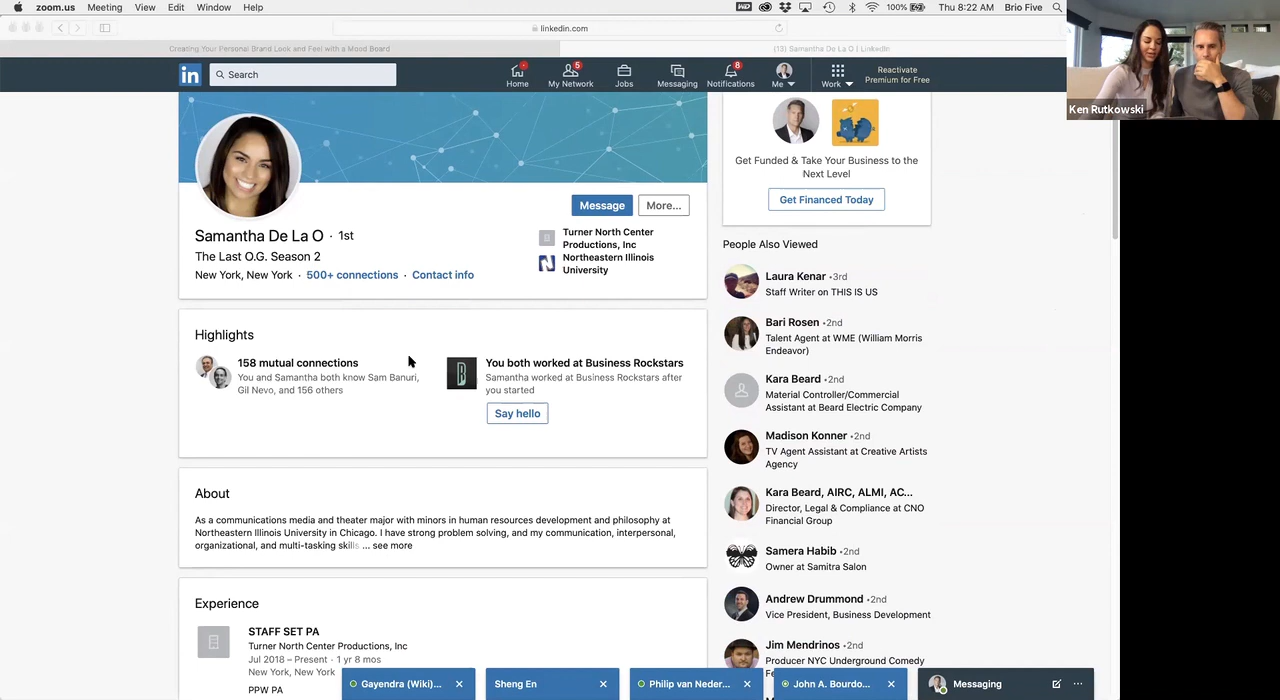 zoom.us Meeting View Edit Window Help
100% Thu 8:22 AM Brio Five
linkedin.com
Creating Your Personal Brand Look and Feel with a Mood Board
(13) Samantha De La O | LinkedIn
in Search
Home
5
My Network
Jobs
Messaging
8
Notifications
Me
Work
Reactivate
Premium for Free
Ken Rutkowski
Get Funded & Take Your Business to the
Next Level
Get Financed Today
Message
More...
Samantha De La O · 1st
The Last O.G. Season 2
New York, New York · 500+ connections · Contact info
Turner North Center
Productions, Inc
Northeastern Illinois
University
Highlights
158 mutual connections
You and Samantha both know Sam Banuri,
Gil Nevo, and 156 others
B
You both worked at Business Rockstars
Samantha worked at Business Rockstars after
you started
Say hello
About
As a communications media and theater major with minors in human resources development and philosophy at
Northeastern Illinois University in Chicago. I have strong problem solving, and my communication, interpersonal,
organizational, and multi-tasking skills ... see more
Experience
STAFF SET PA
Turner North Center Productions, Inc
Jul 2018 – Present · 1 yr 8 mos
New York, New York
PPW PA
People Also Viewed
Laura Kenar •3rd
Staff Writer on THIS IS US
Bari Rosen •2nd
Talent Agent at WME (William Morris
Endeavor)
Kara Beard •2nd
Material Controller/Commercial
Assistant at Beard Electric Company
Madison Konner •2nd
TV Agent Assistant at Creative Artists
Agency
Kara Beard, AIRC, ALMI, AC...
Director, Legal & Compliance at CNO
Financial Group
Samera Habib •2nd
Owner at Samitra Salon
Andrew Drummond •2nd
Vice President, Business Development
Jim Mendrinos •2nd
Producer NYC Underground Comedy
Gayendra (Wiki)...
Sheng En
Philip van Neder...
John A. Bourdo...
Messaging